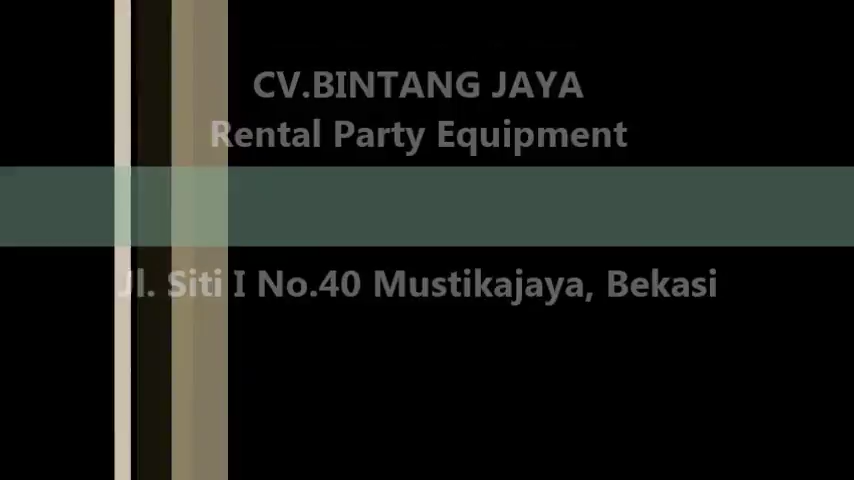 CV.BINTANG JAYA
Rental Party Equipment
Jl. Siti I No.40 Mustikajaya, Bekasi